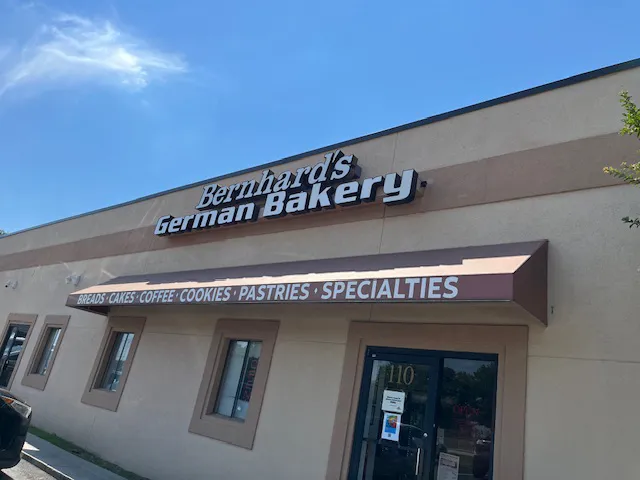 Bernhard's
German Bakery
BREADS · CAKES · COFFEE · COOKIES · PASTRIES · SPECIALTIES
110